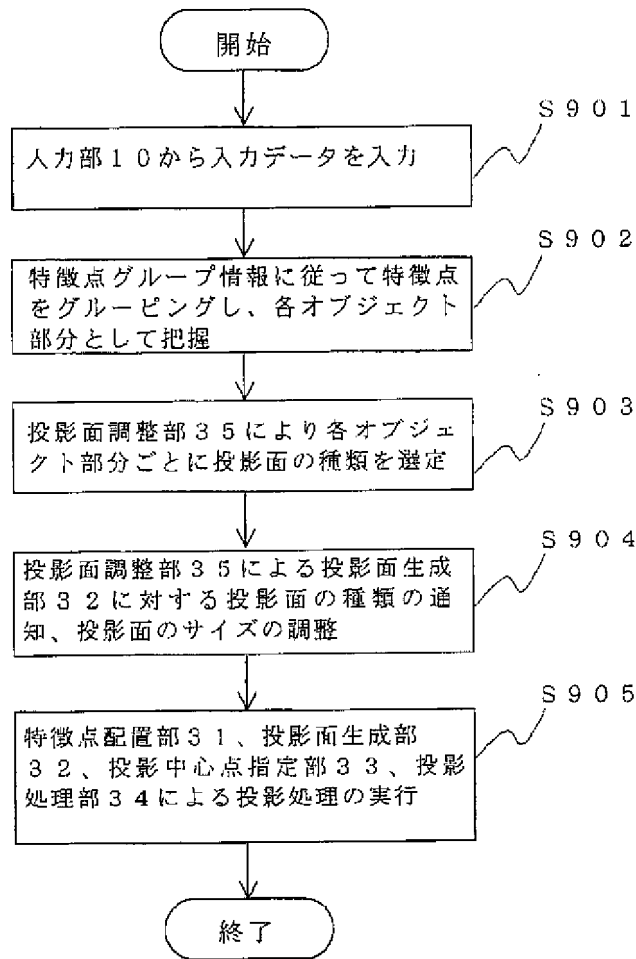 開始
S901
入力部10から入力データを入力
S902
特徴点グループ情報に従って特徴点
をグルーピングし、各オブジェクト
部分として把握
S903
投影面調整部35により各オブジェ
クト部分ごとに投影面の種類を選定
S904
投影面調整部35による投影面生成
部32に対する投影面の種類の通
知、投影面のサイズの調整
S905
特徴点配置部31、投影面生成部
32、投影中心点指定部33、投影
処理部34による投影処理の実行
終了